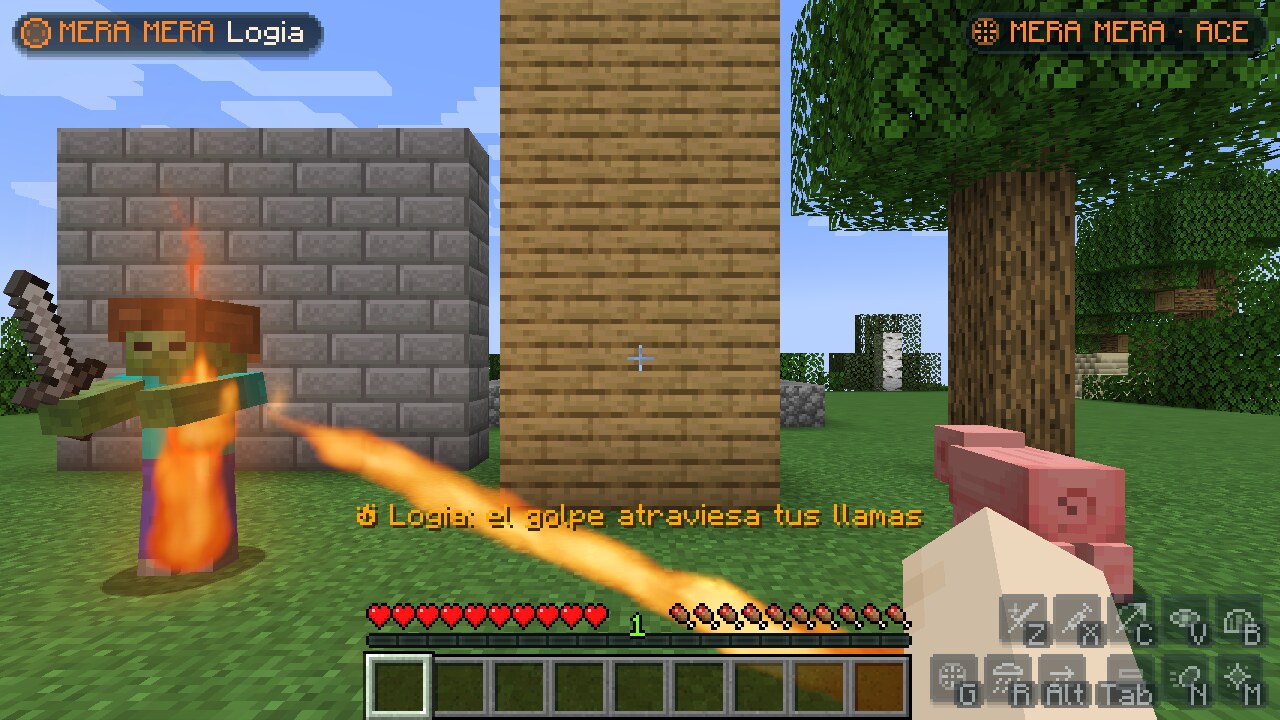 MERA MERA Logia
MERA MERA · ACE
Logia: el golpe atraviesa tus llamas
1
Z X C V B
G R Alt Tab N M